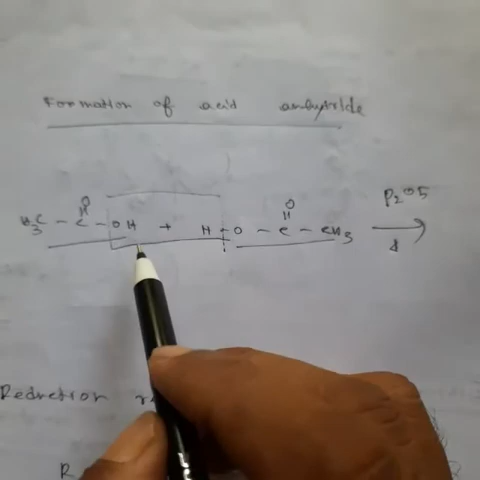 Formation of acid anhydride
O O P2O5
H3C - C - OH + H - O - C - CH3 →
Δ
Reduction
R